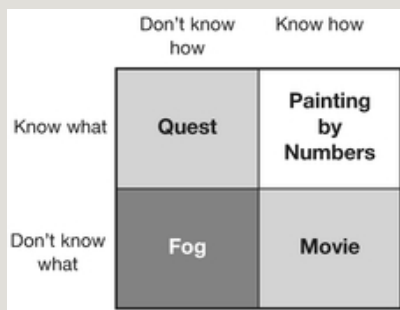 Don't know
how
Know how
Know what
Quest
Painting
by
Numbers
Don't know
what
Fog
Movie